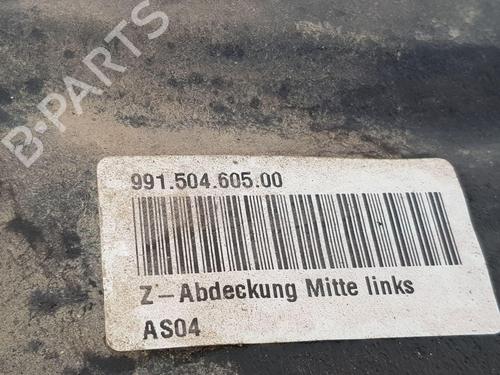 B-PARTS
991.504.605.00
Z-Abdeckung Mitte links
AS04